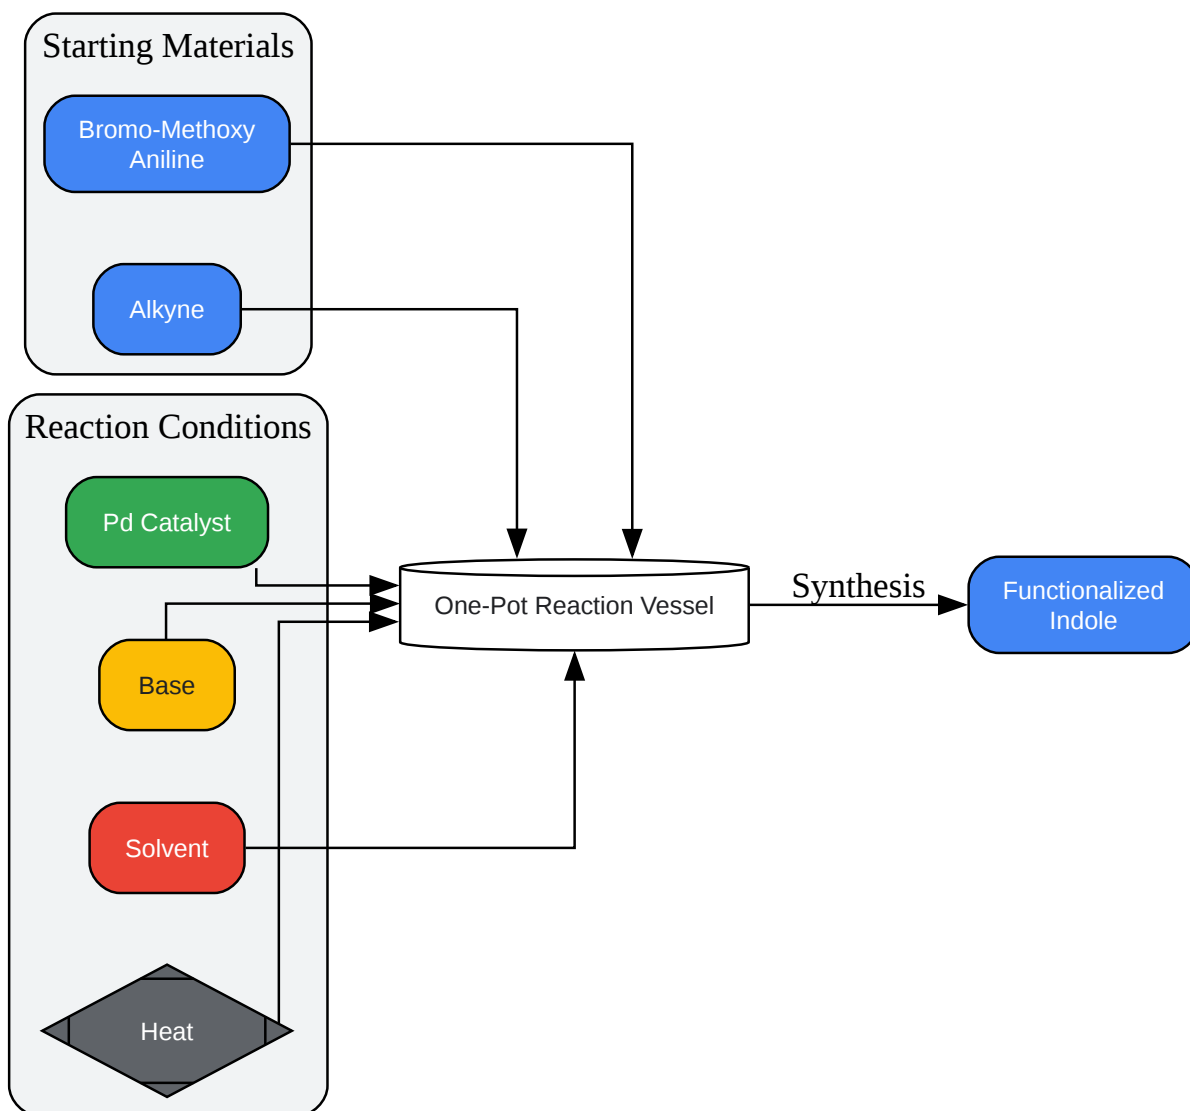 Starting Materials
Bromo-Methoxy
Aniline
Alkyne
Reaction Conditions
Pd Catalyst
Base
Solvent
Heat
One-Pot Reaction Vessel
Synthesis
Functionalized
Indole